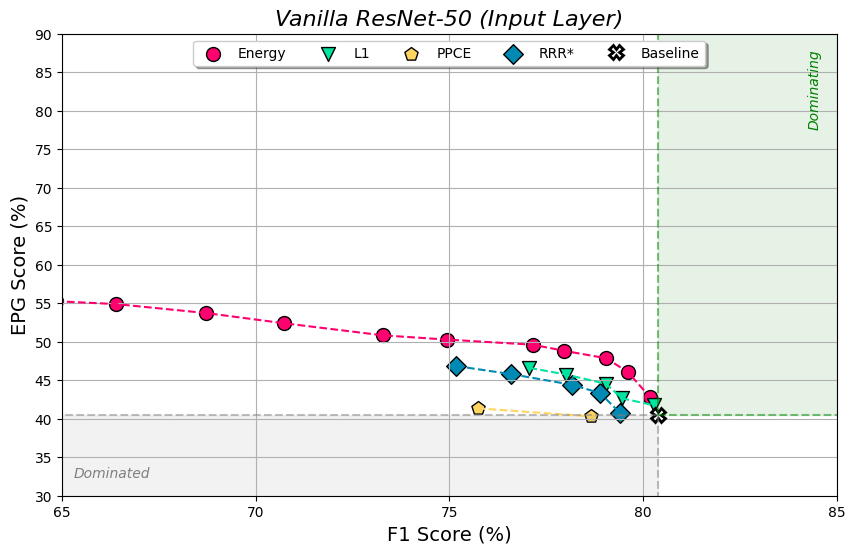 Vanilla ResNet-50 (Input Layer)
Energy L1 PPCE RRR* Baseline
Dominating
EPG Score (%)
90
85
80
75
70
65
60
55
50
45
40
35
30
Dominated
65 70 75 80 85
F1 Score (%)